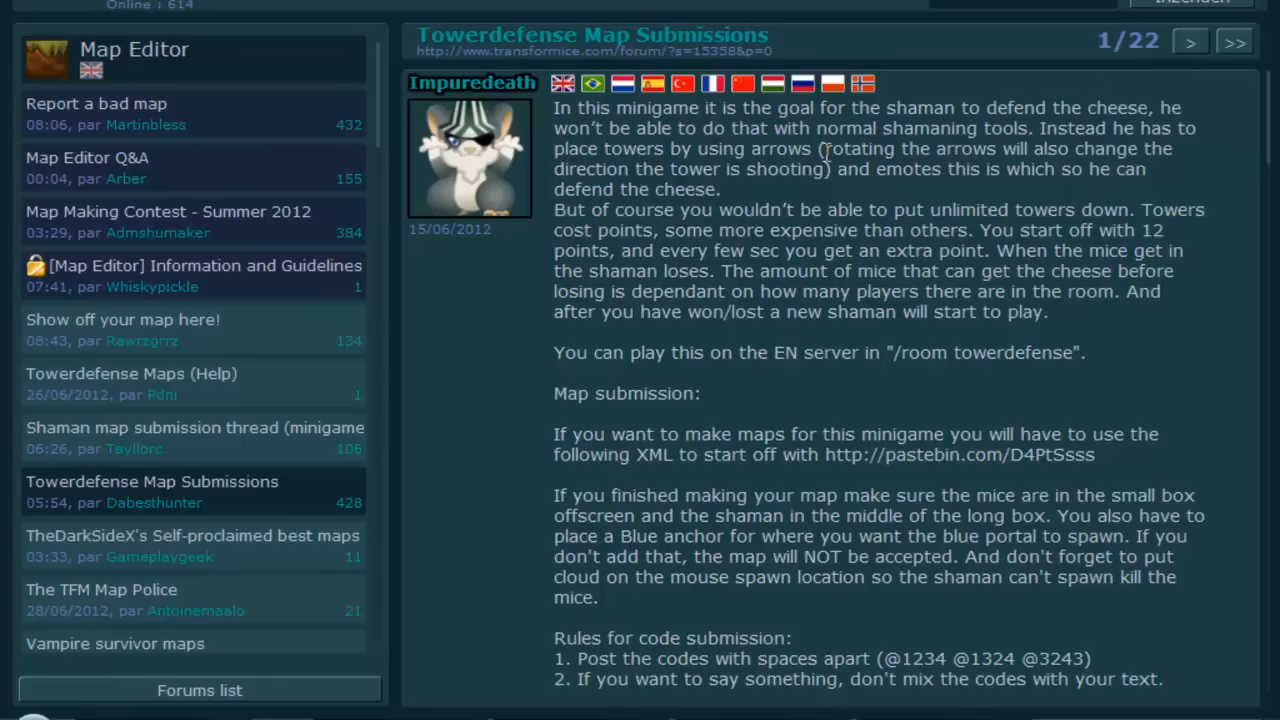 Online : 614
Map Editor
Report a bad map
08:06, par Martinbless 432
Map Editor Q&A
00:04, par Arber 155
Map Making Contest - Summer 2012
03:29, par Admshumaker 384
[Map Editor] Information and Guidelines
07:41, par Whiskypickle 1
Show off your map here!
08:43, par Rawrzgrrz 134
Towerdefense Maps (Help)
26/06/2012, par Fdni 1
Shaman map submission thread (minigame
06:26, par Tayllorc 106
Towerdefense Map Submissions
05:54, par Dabesthunter 428
TheDarkSideX's Self-proclaimed best maps
03:33, par Gameplaygeek 11
The TFM Map Police
28/06/2012, par Antoinemaalo 21
Vampire survivor maps
Forums list
Inzenden
Towerdefense Map Submissions
http://www.transformice.com/forum/?s=15358&p=0
1/22 > >>
Impuredeath
15/06/2012
In this minigame it is the goal for the shaman to defend the cheese, he
won't be able to do that with normal shamaning tools. Instead he has to
place towers by using arrows (rotating the arrows will also change the
direction the tower is shooting) and emotes this is which so he can
defend the cheese.
But of course you wouldn't be able to put unlimited towers down. Towers
cost points, some more expensive than others. You start off with 12
points, and every few sec you get an extra point. When the mice get in
the shaman loses. The amount of mice that can get the cheese before
losing is dependant on how many players there are in the room. And
after you have won/lost a new shaman will start to play.
You can play this on the EN server in "/room towerdefense".
Map submission:
If you want to make maps for this minigame you will have to use the
following XML to start off with http://pastebin.com/D4PtSsss
If you finished making your map make sure the mice are in the small box
offscreen and the shaman in the middle of the long box. You also have to
place a Blue anchor for where you want the blue portal to spawn. If you
don't add that, the map will NOT be accepted. And don't forget to put
cloud on the mouse spawn location so the shaman can't spawn kill the
mice.
Rules for code submission:
1. Post the codes with spaces apart (@1234 @1324 @3243)
2. If you want to say something, don't mix the codes with your text.